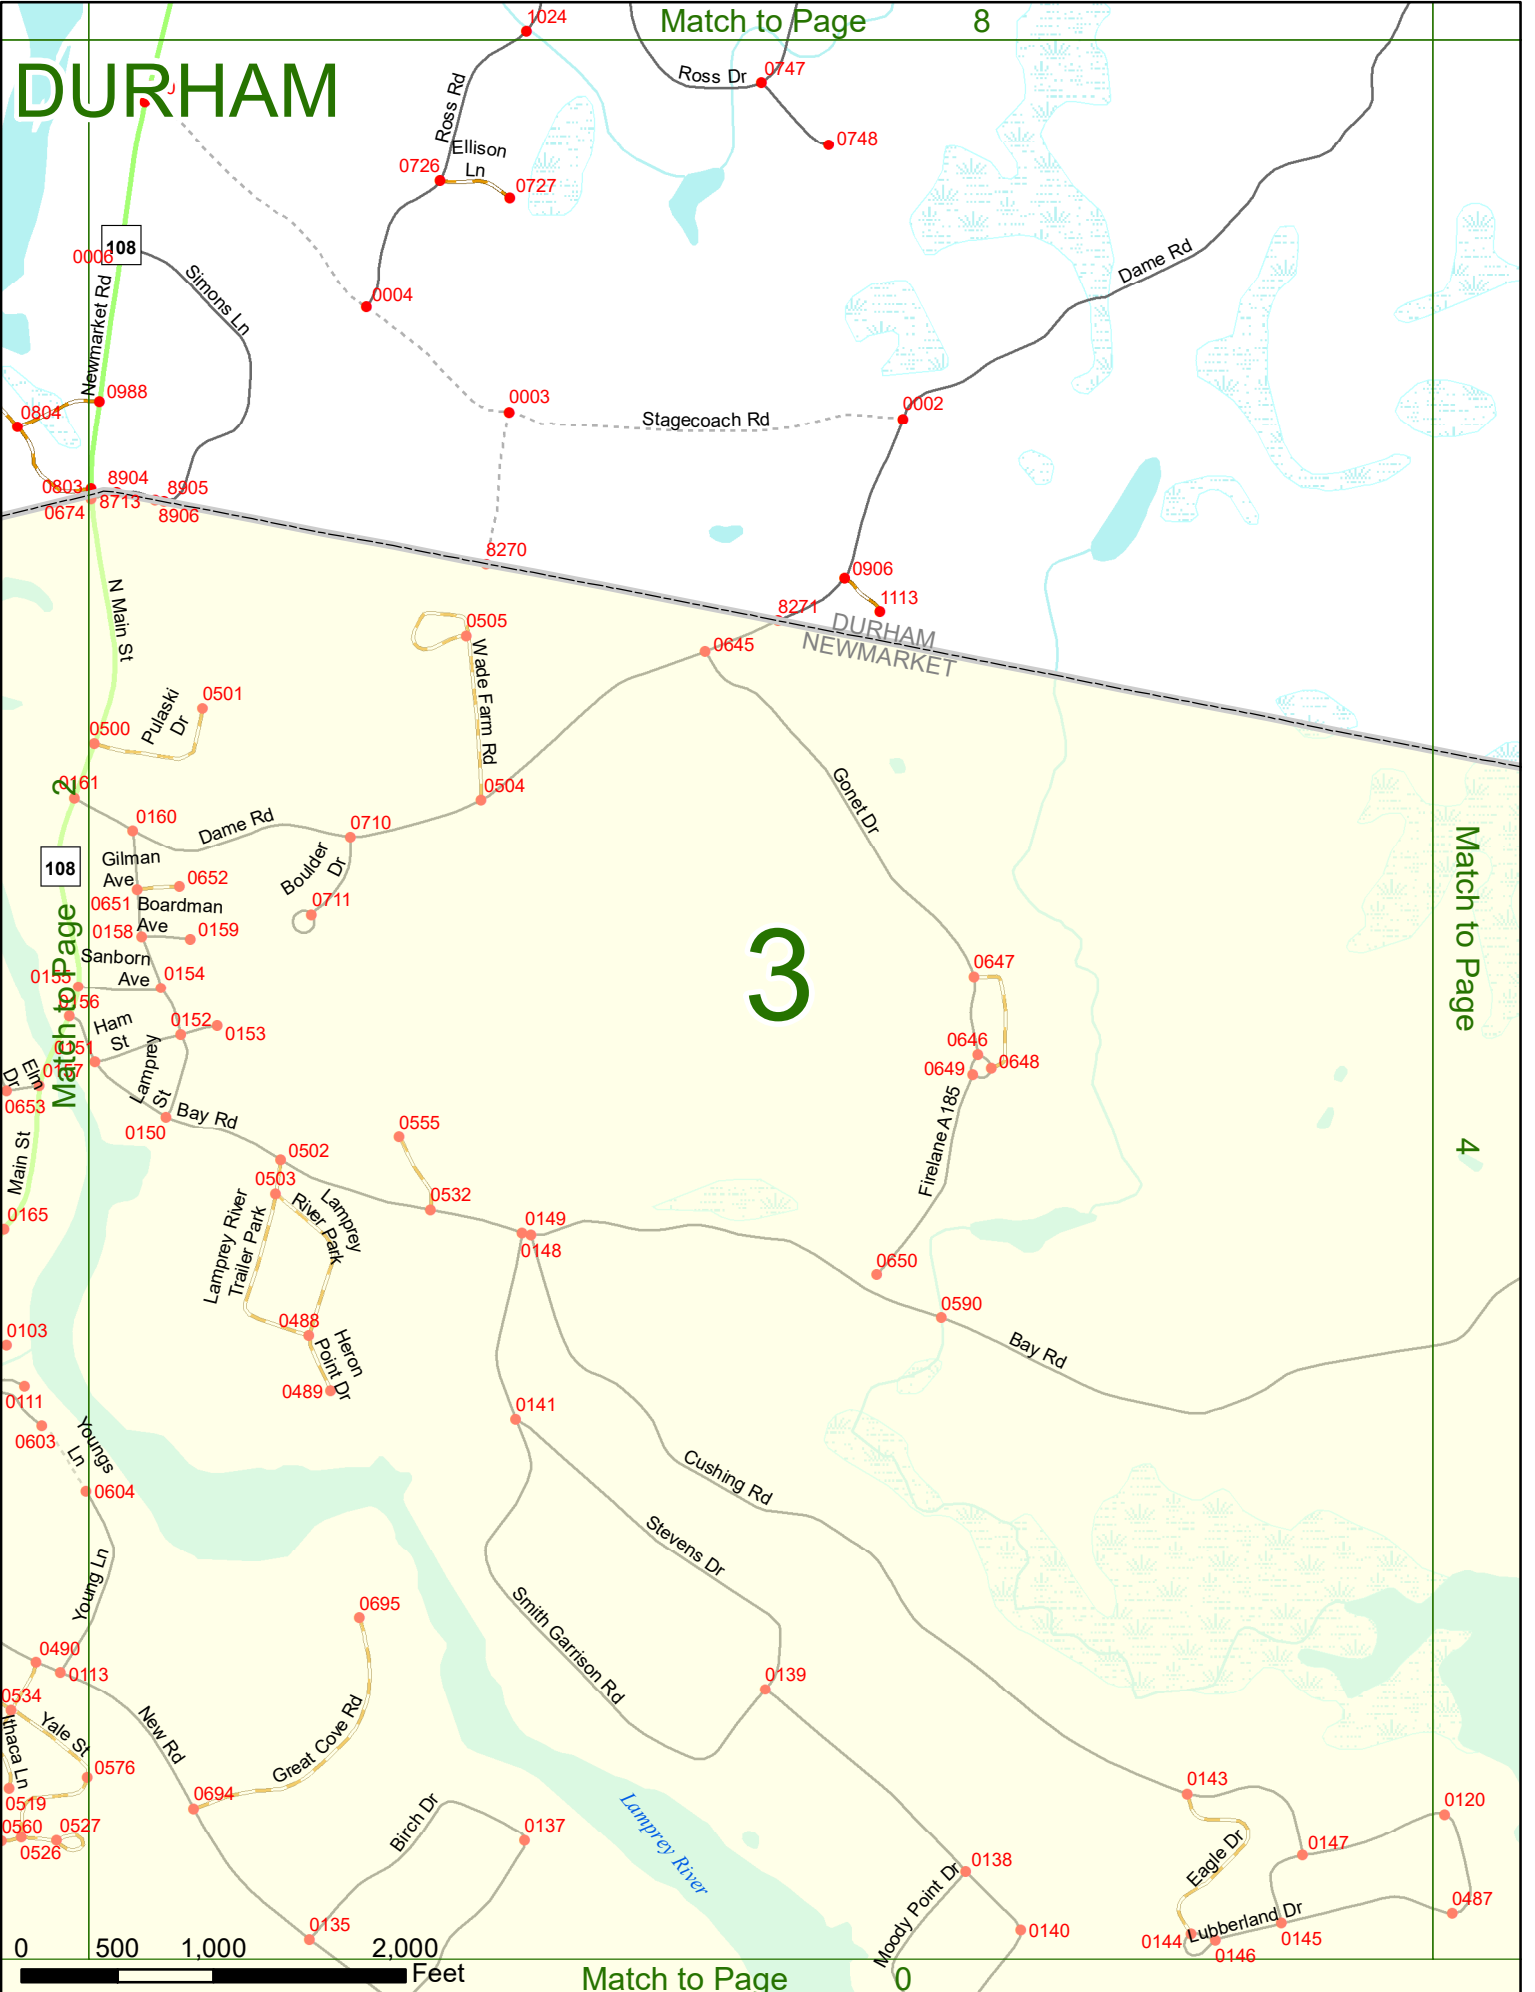 Match to Page 8
1024
DURHAM
Ross Dr
0747
Ross Rd
0748
Ellison
Ln
0726
0727
108
0006
Simons Ln
Dame Rd
Newmarket Rd
0004
0988
0804
0003
Stagecoach Rd
0002
0803
8904
8905
0674
8713
8906
8270
0906
1113
8271
DURHAM
NEWMARKET
N Main St
0505
0645
Wade Farm Rd
0501
Pulaski
Dr
0500
2
0161
0504
Gonet Dr
0160
Dame Rd
0710
108
Gilman
Ave
Boulder
Dr
0652
0651
Boardman
Ave
0711
0158
0159
Match to Page
4
Match to Page
3
Sanborn
Ave
0155
0154
0647
0156
Ham
St
0152
0153
0151
0646
Elm
Dr
0157
Lamprey
St
0649
0648
0653
Bay Rd
Firelane A 185
0150
0555
Main St
0502
0503
Lamprey River
Trailer Park
Lamprey
River Park
0532
0165
0149
0148
0650
0590
0103
0488
Heron
Point Dr
Bay Rd
0489
0111
0141
0603
Youngs
Ln
Cushing Rd
0604
Stevens Dr
Young Ln
Smith Garrison Rd
0695
0490
0113
0139
0534
Yale St
Ithaca Ln
New Rd
Great Cove Rd
0576
0143
0519
0694
0120
0560
0527
0526
Birch Dr
0137
Lamprey River
0147
Eagle Dr
0138
Moody Point Dr
0487
0135
0140
0144
Lubberland Dr
0145
0146
0 500 1,000 2,000
Feet
Match to Page 0